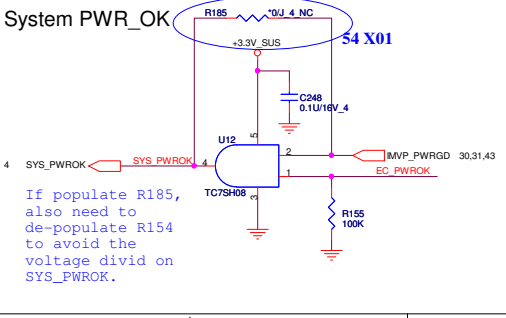 System PWR_OK
R185
*0/J_4_NC
+3.3V_SUS
54 X01
C248
0.1U/16V_4
U12
5
4
SYS_PWROK
SYS_PWROK
4
2
IMVP_PWRGD
30,31,43
1
EC_PWROK
TC7SH08
3
If populate R185,
also need to
de-populate R154
to avoid the
voltage divid on
SYS_PWROK.
R155
100K